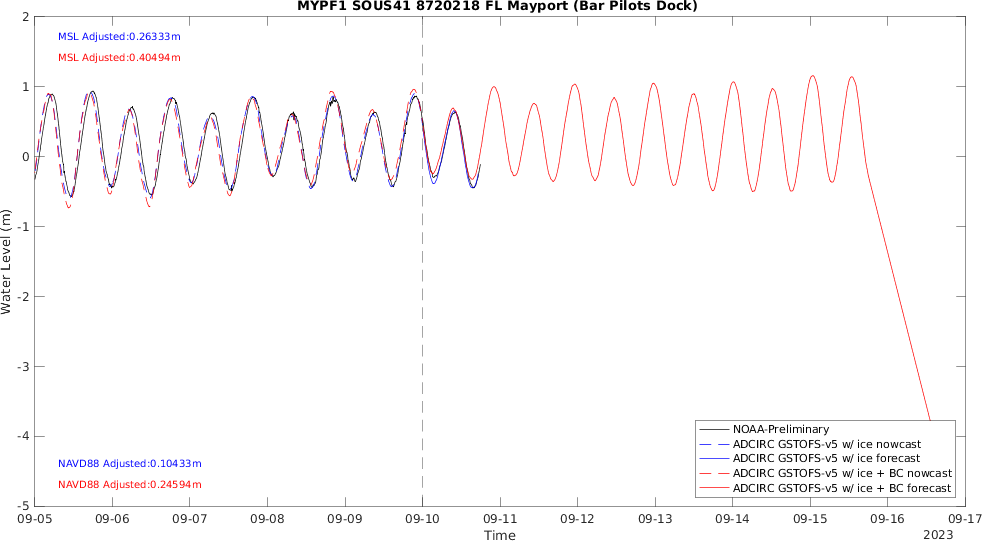 MYPF1 SOUS41 8720218 FL Mayport (Bar Pilots Dock)
MSL Adjusted:0.26333m
MSL Adjusted:0.40494m
2
1
0
-1
-2
-3
-4
-5
Water Level (m)
NAVD88 Adjusted:0.10433m
NAVD88 Adjusted:0.24594m
NOAA-Preliminary
ADCIRC GSTOFS-v5 w/ ice nowcast
ADCIRC GSTOFS-v5 w/ ice forecast
ADCIRC GSTOFS-v5 w/ ice + BC nowcast
ADCIRC GSTOFS-v5 w/ ice + BC forecast
09-05 09-06 09-07 09-08 09-09 09-10 09-11 09-12 09-13 09-14 09-15 09-16 09-17
Time
2023